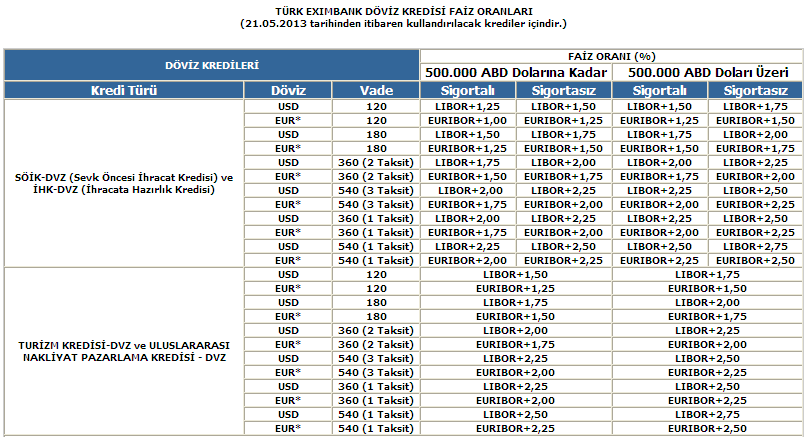 TÜRK EXIMBANK DÖVİZ KREDİSİ FAİZ ORANLARI
(21.05.2013 tarihinden itibaren kullandırılacak krediler içindir.)
DÖVİZ KREDİLERİ FAİZ ORANI (%)
500.000 ABD Dolarına Kadar 500.000 ABD Doları Üzeri
Kredi Türü Döviz Vade Sigortalı Sigortasız Sigortalı Sigortasız
SÖİK-DVZ (Sevk Öncesi İhracat Kredisi) ve
İHK-DVZ (İhracata Hazırlık Kredisi)
USD 120 LIBOR+1,25 LIBOR+1,50 LIBOR+1,50 LIBOR+1,75
EUR* 120 EURIBOR+1,00 EURIBOR+1,25 EURIBOR+1,25 EURIBOR+1,50
USD 180 LIBOR+1,50 LIBOR+1,75 LIBOR+1,75 LIBOR+2,00
EUR* 180 EURIBOR+1,25 EURIBOR+1,50 EURIBOR+1,50 EURIBOR+1,75
USD 360 (2 Taksit) LIBOR+1,75 LIBOR+2,00 LIBOR+2,00 LIBOR+2,25
EUR* 360 (2 Taksit) EURIBOR+1,50 EURIBOR+1,75 EURIBOR+1,75 EURIBOR+2,00
USD 540 (3 Taksit) LIBOR+2,00 LIBOR+2,25 LIBOR+2,25 LIBOR+2,50
EUR* 540 (3 Taksit) EURIBOR+1,75 EURIBOR+2,00 EURIBOR+2,00 EURIBOR+2,25
USD 360 (1 Taksit) LIBOR+2,00 LIBOR+2,25 LIBOR+2,25 LIBOR+2,50
EUR* 360 (1 Taksit) EURIBOR+1,75 EURIBOR+2,00 EURIBOR+2,00 EURIBOR+2,25
USD 540 (1 Taksit) LIBOR+2,25 LIBOR+2,50 LIBOR+2,50 LIBOR+2,75
EUR* 540 (1 Taksit) EURIBOR+2,00 EURIBOR+2,25 EURIBOR+2,25 EURIBOR+2,50
TURİZM KREDİSİ-DVZ ve ULUSLARARASI
NAKLİYAT PAZARLAMA KREDİSİ - DVZ
USD 120 LIBOR+1,50 LIBOR+1,75
EUR* 120 EURIBOR+1,25 EURIBOR+1,50
USD 180 LIBOR+1,75 LIBOR+2,00
EUR* 180 EURIBOR+1,50 EURIBOR+1,75
USD 360 (2 Taksit) LIBOR+2,00 LIBOR+2,25
EUR* 360 (2 Taksit) EURIBOR+1,75 EURIBOR+2,00
USD 540 (3 Taksit) LIBOR+2,25 LIBOR+2,50
EUR* 540 (3 Taksit) EURIBOR+2,00 EURIBOR+2,25
USD 360 (1 Taksit) LIBOR+2,25 LIBOR+2,50
EUR* 360 (1 Taksit) EURIBOR+2,00 EURIBOR+2,25
USD 540 (1 Taksit) LIBOR+2,50 LIBOR+2,75
EUR* 540 (1 Taksit) EURIBOR+2,25 EURIBOR+2,50